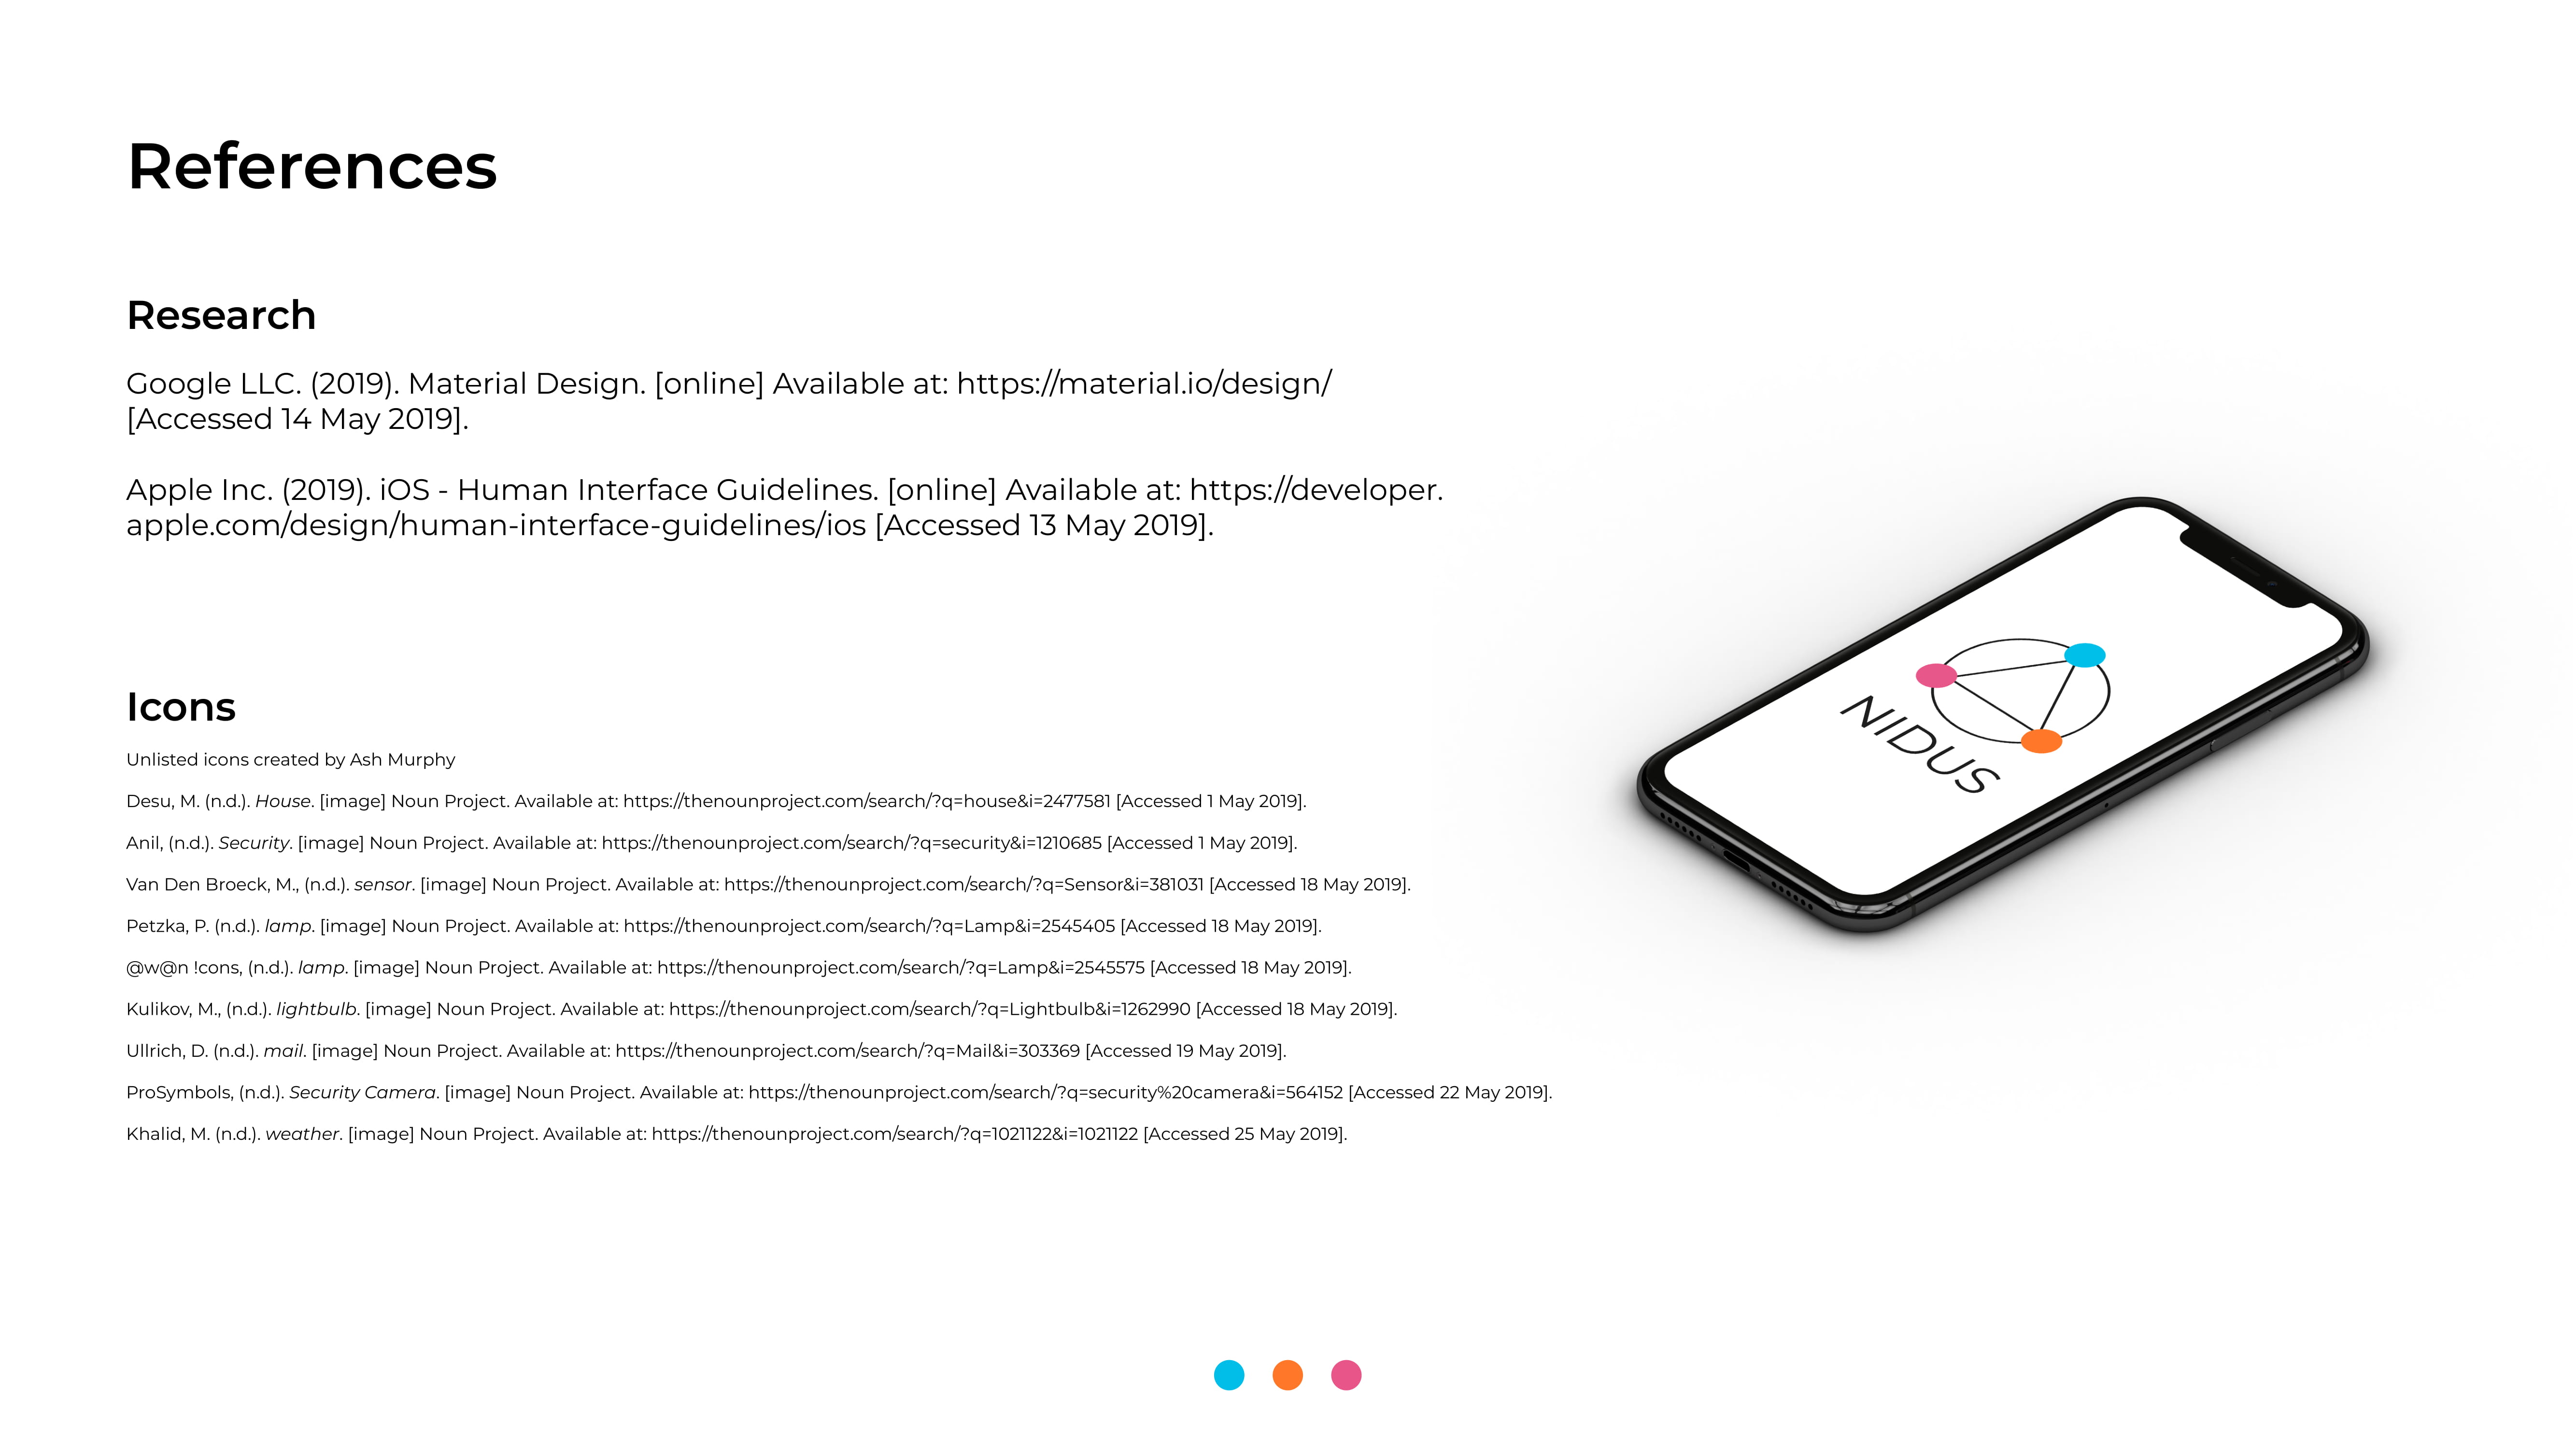 References
Research
Google LLC. (2019). Material Design. [online] Available at: https://material.io/design/
[Accessed 14 May 2019].
Apple Inc. (2019). iOS - Human Interface Guidelines. [online] Available at: https://developer.
apple.com/design/human-interface-guidelines/ios [Accessed 13 May 2019].
Icons
Unlisted icons created by Ash Murphy
Desu, M. (n.d.). House. [image] Noun Project. Available at: https://thenounproject.com/search/?q=house&i=2477581 [Accessed 1 May 2019].
Anil, (n.d.). Security. [image] Noun Project. Available at: https://thenounproject.com/search/?q=security&i=1210685 [Accessed 1 May 2019].
Van Den Broeck, M., (n.d.). sensor. [image] Noun Project. Available at: https://thenounproject.com/search/?q=Sensor&i=381031 [Accessed 18 May 2019].
Petzka, P. (n.d.). lamp. [image] Noun Project. Available at: https://thenounproject.com/search/?q=Lamp&i=2545405 [Accessed 18 May 2019].
@w@n !cons, (n.d.). lamp. [image] Noun Project. Available at: https://thenounproject.com/search/?q=Lamp&i=2545575 [Accessed 18 May 2019].
Kulikov, M., (n.d.). lightbulb. [image] Noun Project. Available at: https://thenounproject.com/search/?q=Lightbulb&i=1262990 [Accessed 18 May 2019].
Ullrich, D. (n.d.). mail. [image] Noun Project. Available at: https://thenounproject.com/search/?q=Mail&i=303369 [Accessed 19 May 2019].
ProSymbols, (n.d.). Security Camera. [image] Noun Project. Available at: https://thenounproject.com/search/?q=security%20camera&i=564152 [Accessed 22 May 2019].
Khalid, M. (n.d.). weather. [image] Noun Project. Available at: https://thenounproject.com/search/?q=1021122&i=1021122 [Accessed 25 May 2019].
NIDUS